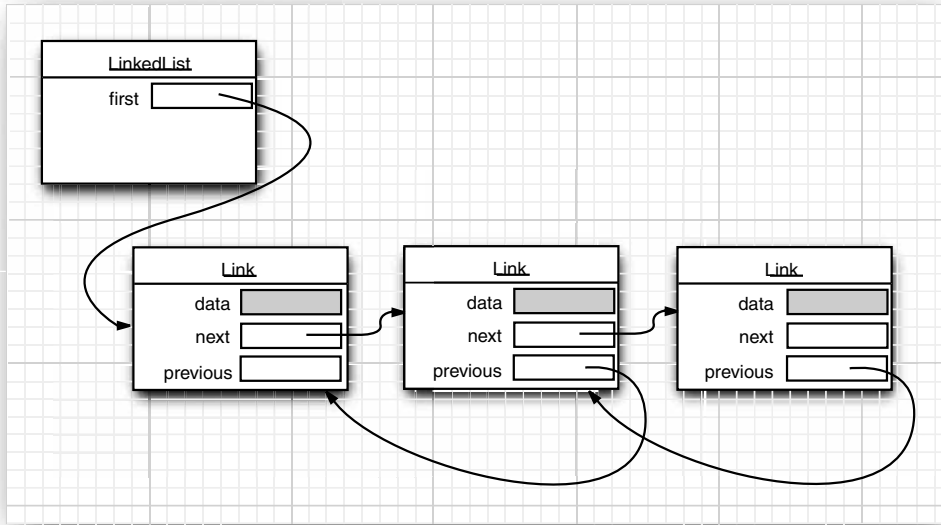 LinkedList
first
Link
data
next
previous
Link
data
next
previous
Link
data
next
previous